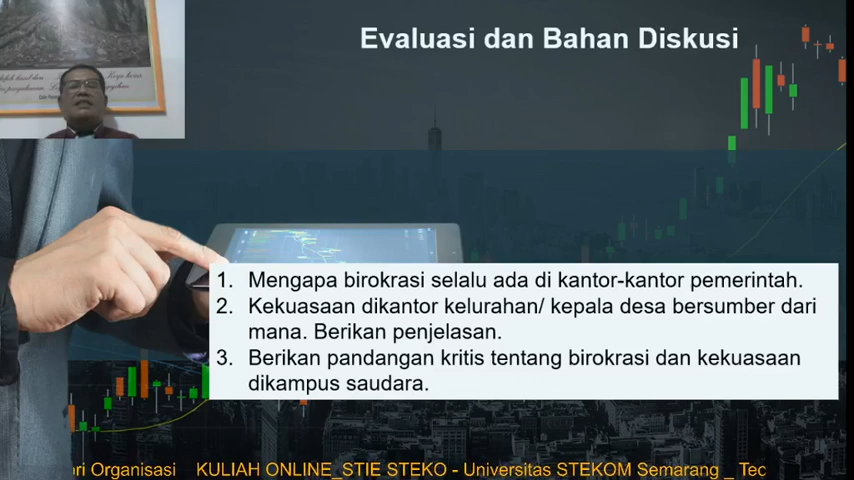 Evaluasi dan Bahan Diskusi
1. Mengapa birokrasi selalu ada di kantor-kantor pemerintah.
2. Kekuasaan dikantor kelurahan/ kepala desa bersumber dari
mana. Berikan penjelasan.
3. Berikan pandangan kritis tentang birokrasi dan kekuasaan
dikampus saudara.
ri Organisasi KULIAH ONLINE_STIE STEKO - Universitas STEKOM Semarang _ Teo